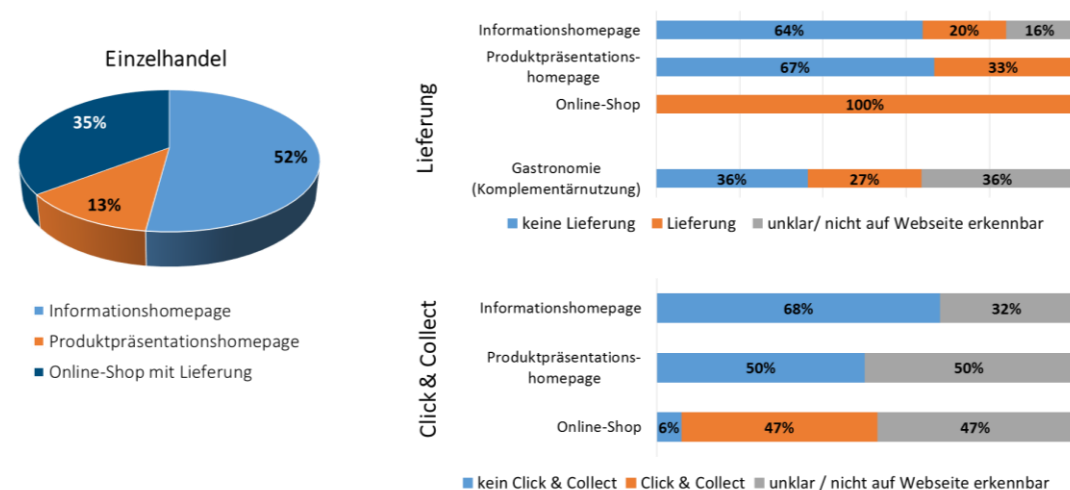 Einzelhandel
35%
52%
13%
Informationshomepage
Produktpräsentationshomepage
Online-Shop mit Lieferung
Lieferung
Informationshomepage
64% 20% 16%
Produktpräsentations-
homepage
67% 33%
Online-Shop
100%
Gastronomie
(Komplementärnutzung)
36% 27% 36%
keine Lieferung Lieferung unklar/ nicht auf Webseite erkennbar
Click & Collect
Informationshomepage
68% 32%
Produktpräsentations-
homepage
50% 50%
Online-Shop
6% 47% 47%
kein Click & Collect Click & Collect unklar / nicht auf Webseite erkennbar